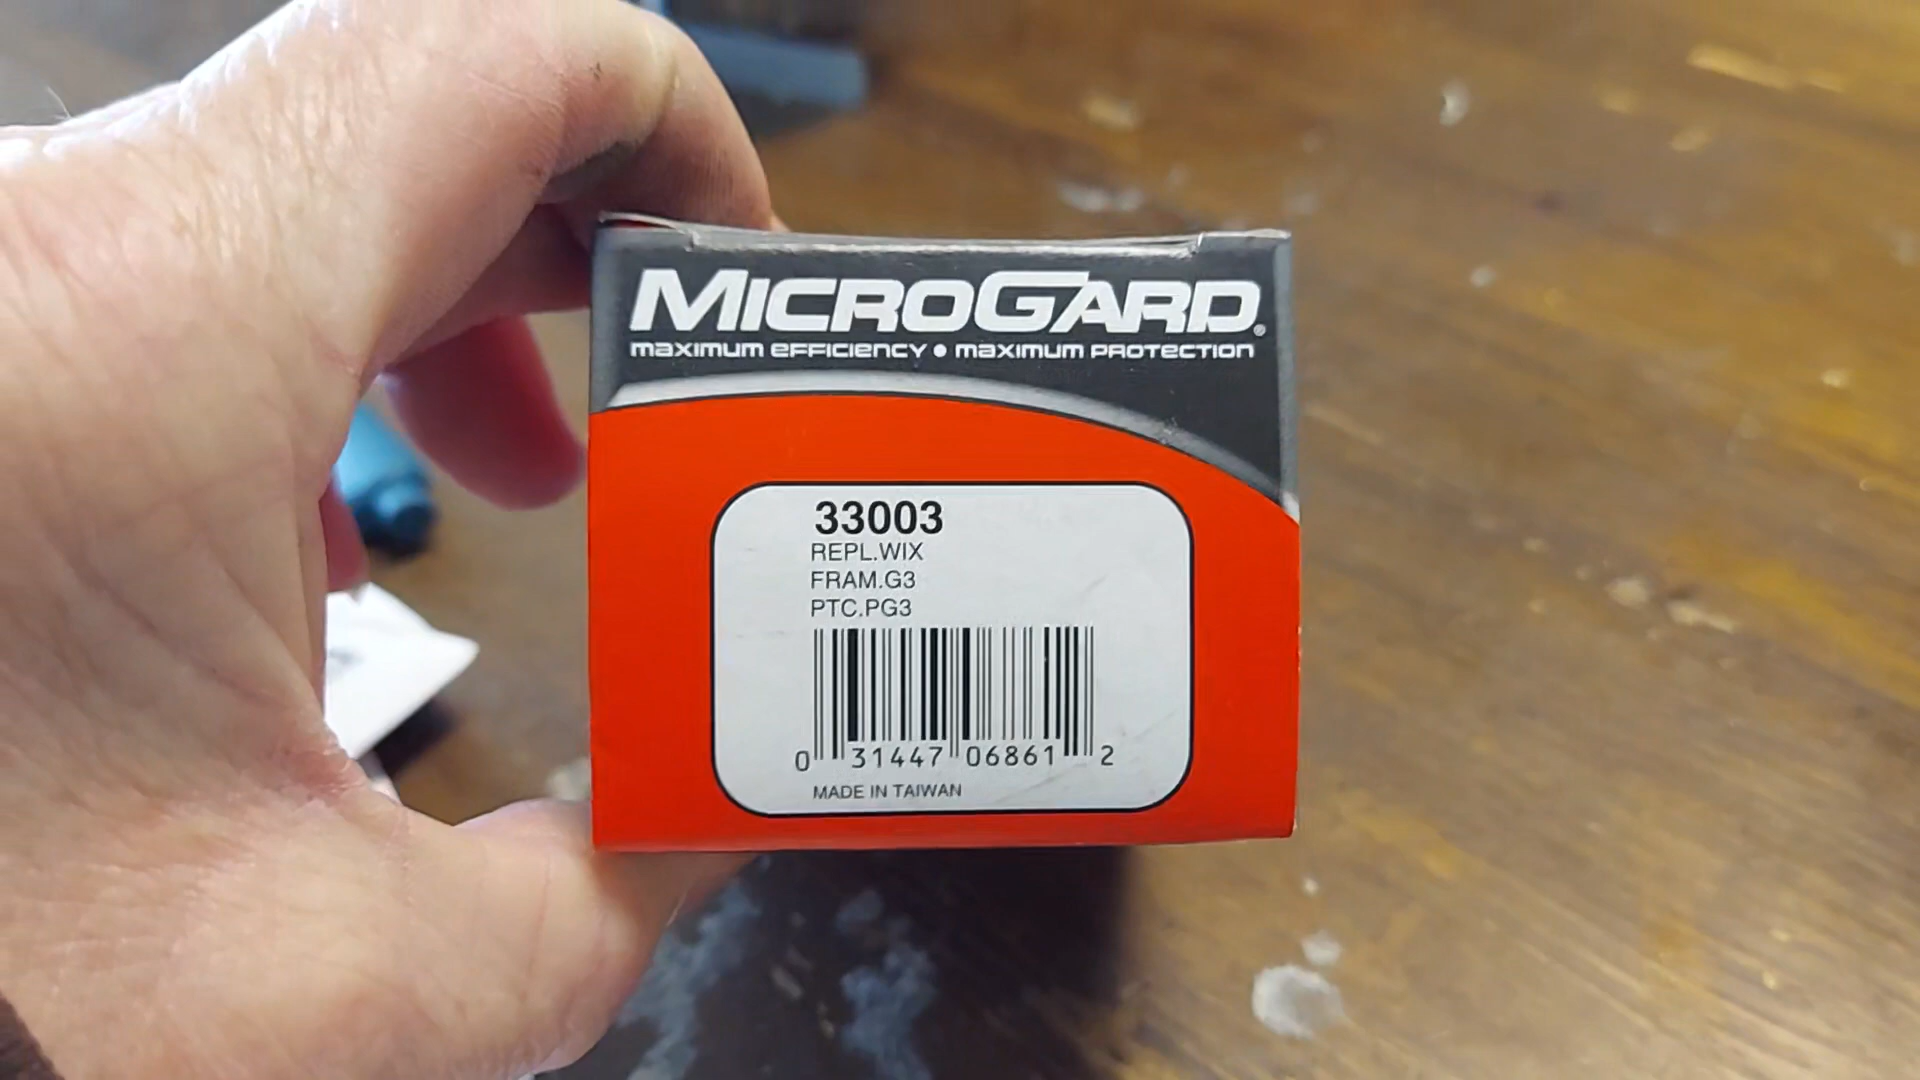 MICROGARD®
MAXIMUM EFFICIENCY • MAXIMUM PROTECTION
33003
REPL.WIX
FRAM.G3
PTC.PG3
0 31447 06861 2
MADE IN TAIWAN